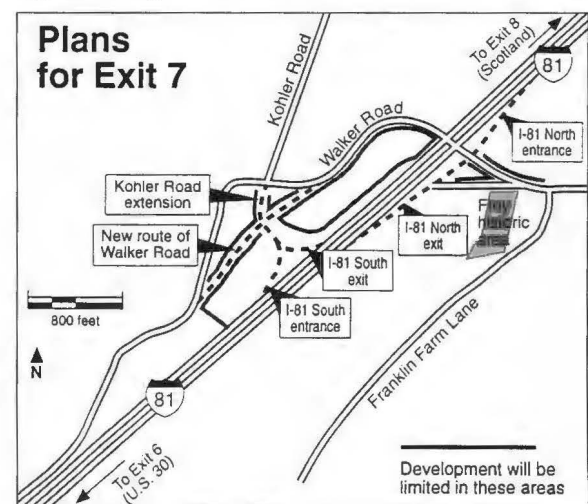 Plans
for Exit 7
Kohler Road
To Exit 8
(Scotland)
81
Walker Road
I-81 North
entrance
Kohler Road
extension
New route of
Walker Road
I-81 North
exit
historic
area
I-81 South
exit
I-81 South
entrance
800 feet
N
Franklin Farm Lane
81
To Exit 6
(U.S. 30)
Development will be
limited in these areas